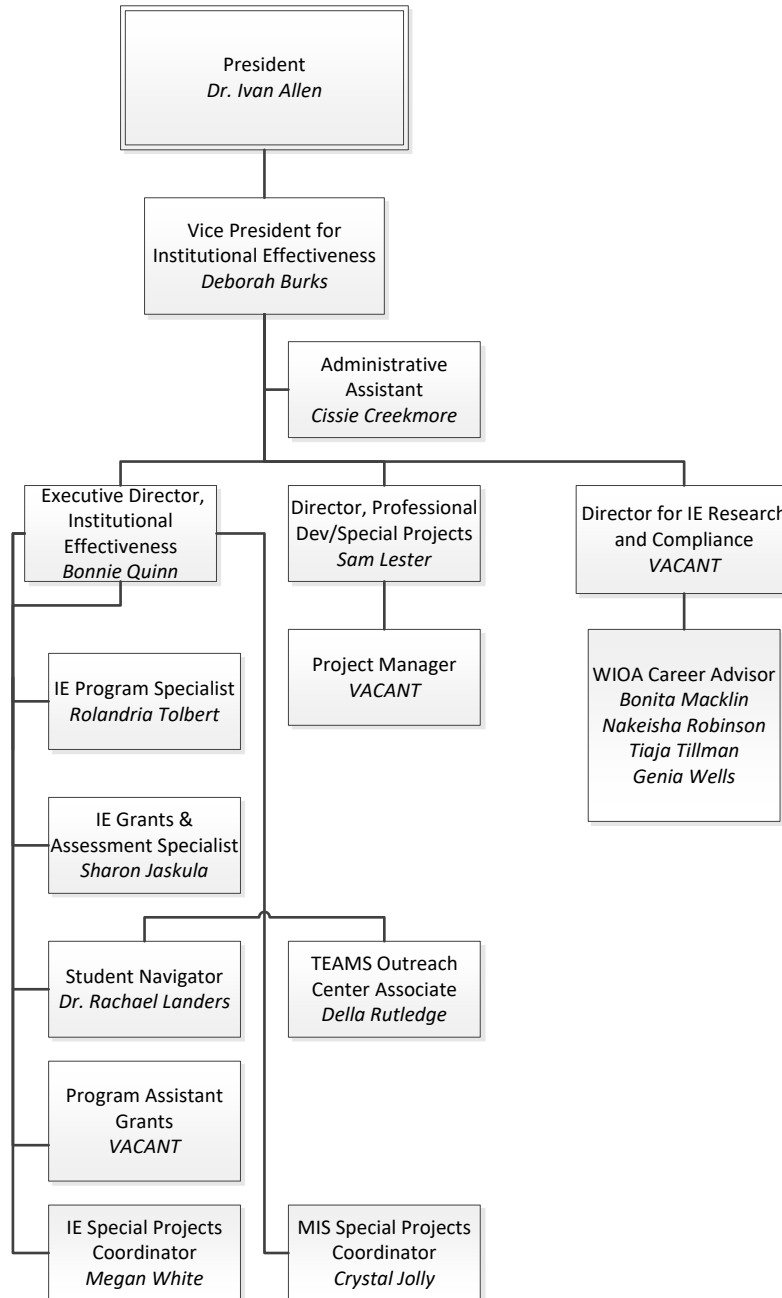 President
Dr. Ivan Allen
Vice President for
Institutional Effectiveness
Deborah Burks
Administrative
Assistant
Cissie Creekmore
Executive Director,
Institutional
Effectiveness
Bonnie Quinn
Director, Professional
Dev/Special Projects
Sam Lester
Director for IE Research
and Compliance
VACANT
Project Manager
VACANT
WIOA Career Advisor
Bonita Macklin
Nakeisha Robinson
Tiaja Tillman
Genia Wells
IE Program Specialist
Rolandria Tolbert
IE Grants &
Assessment Specialist
Sharon Jaskula
Student Navigator
Dr. Rachael Landers
TEAMS Outreach
Center Associate
Della Rutledge
Program Assistant
Grants
VACANT
IE Special Projects
Coordinator
Megan White
MIS Special Projects
Coordinator
Crystal Jolly